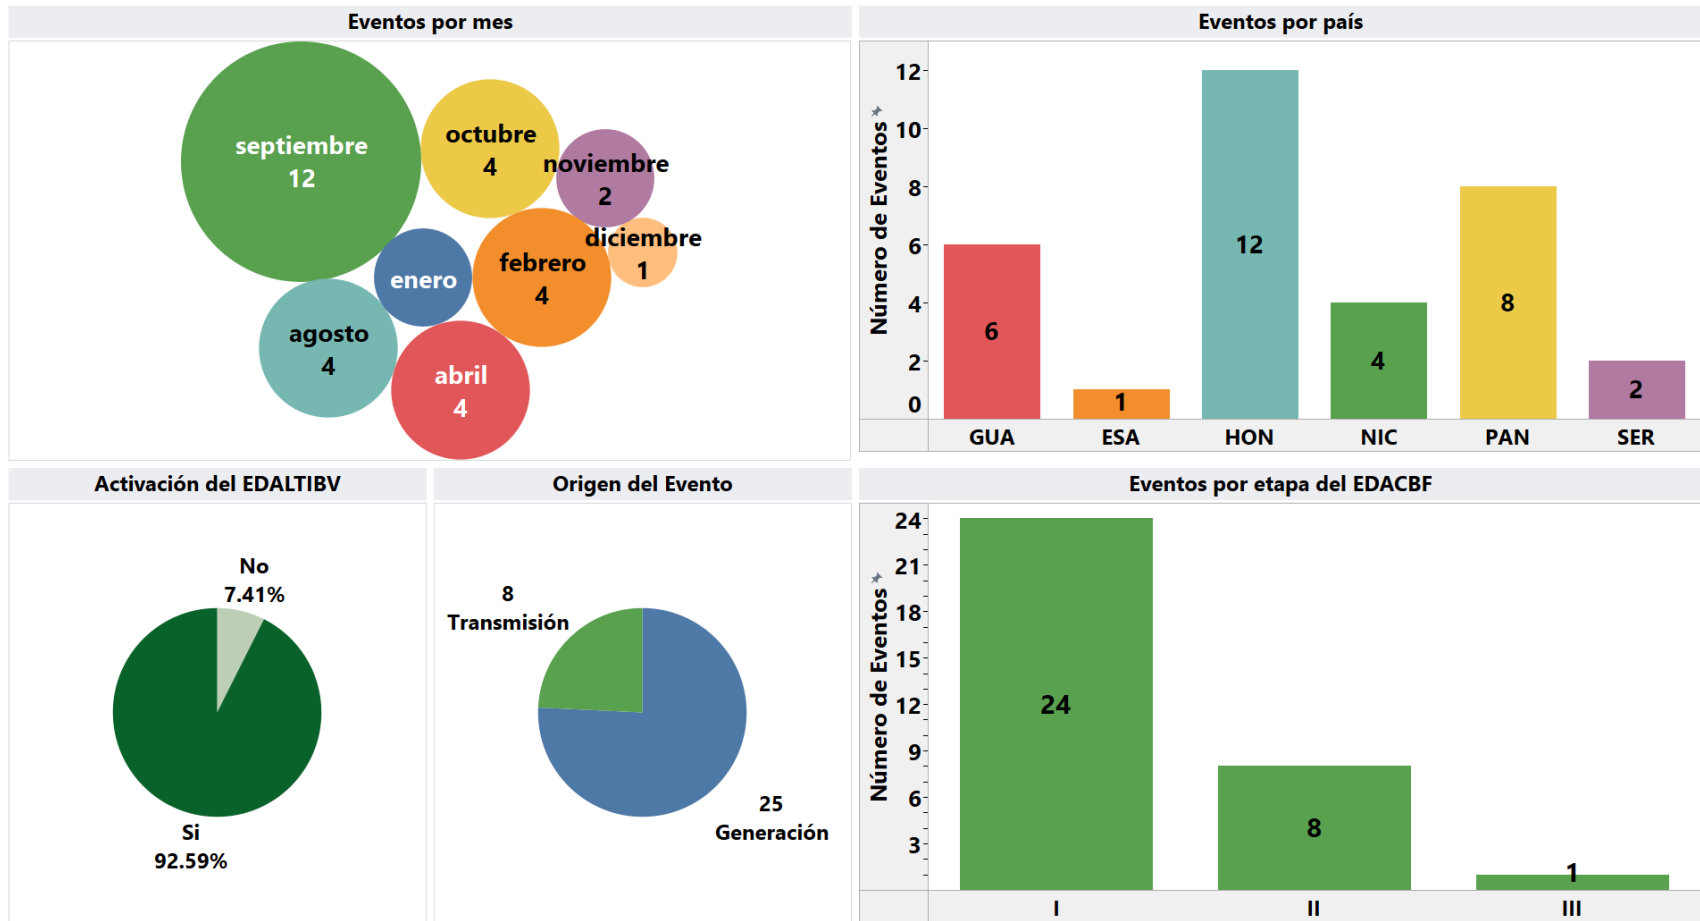 Eventos por mes
septiembre
12
octubre
4
noviembre
2
diciembre
1
febrero
4
enero
agosto
4
abril
4
Eventos por país
Número de Eventos
12
10
8
6
4
2
0
6
1
12
4
8
2
GUA ESA HON NIC PAN SER
Activación del EDALTIBV
No
7.41%
Si
92.59%
Origen del Evento
8
Transmisión
25
Generación
Eventos por etapa del EDACBF
Número de Eventos
24
21
18
15
12
9
6
3
24
8
1
I II III